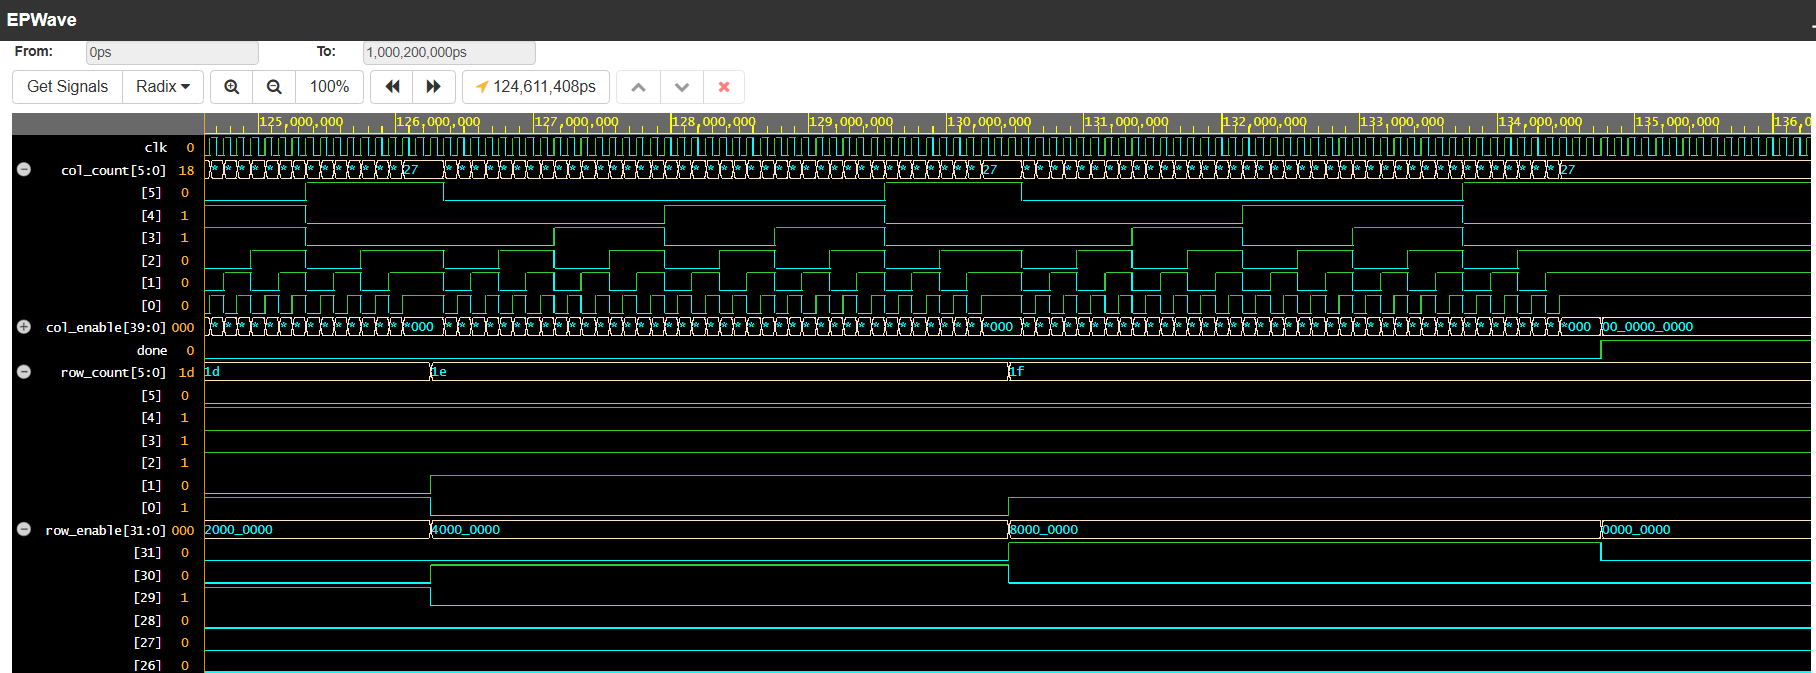 EPWave
From: 0ps To: 1,000,200,000ps
Get Signals Radix 100% 124,611,408ps
125,000,000 126,000,000 127,000,000 128,000,000 129,000,000 130,000,000 131,000,000 132,000,000 133,000,000 134,000,000 135,000,000 136,0
clk 0
col_count[5:0] 18 * * * * * * * * * * * * * * 27 * * * * * * * * * * * * * * * * * * * * * * * * * * * * * * * * * * * * * * * 27 * * * * * * * * * * * * * * * * * * * * * * * * * * * * * * * * * * * * * * * 27
[5] 0
[4] 1
[3] 1
[2] 0
[1] 0
[0] 0
col_enable[39:0] 000 * * * * * * * * * * * * * * *000 * * * * * * * * * * * * * * * * * * * * * * * * * * * * * * * * * * * * * * * *000 * * * * * * * * * * * * * * * * * * * * * * * * * * * * * * * * * * * * * * * *000 00_0000_0000
done 0
row_count[5:0] 1d 1d 1e 1f
[5] 0
[4] 1
[3] 1
[2] 1
[1] 0
[0] 1
row_enable[31:0] 000 2000_0000 4000_0000 8000_0000 0000_0000
[31] 0
[30] 0
[29] 1
[28] 0
[27] 0
[26] 0